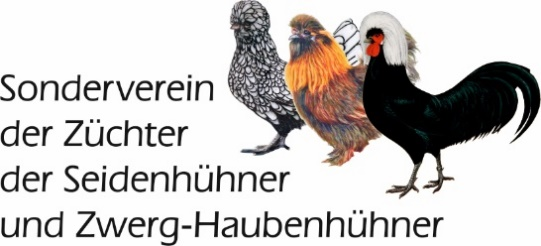 Sonderverein
der Züchter
der Seidenhühner
und Zwerg-Haubenhühner